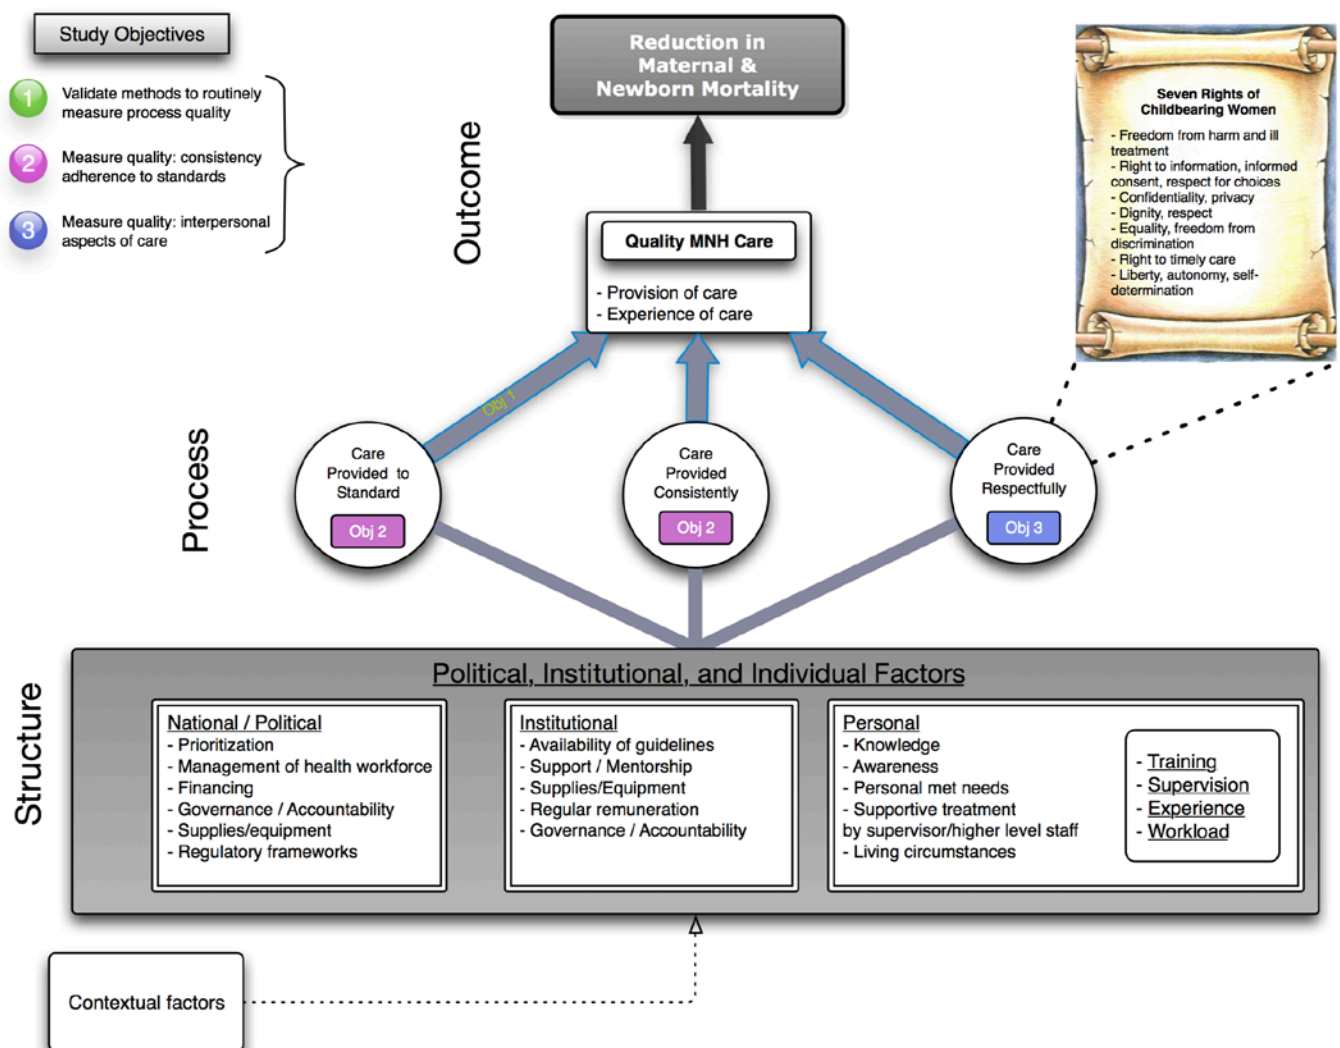 Study Objectives
1
Validate methods to routinely
measure process quality
2
Measure quality: consistency
adherence to standards
3
Measure quality: interpersonal
aspects of care
Outcome
Reduction in
Maternal &
Newborn Mortality
Quality MNH Care
- Provision of care
- Experience of care
Seven Rights of
Childbearing Women
- Freedom from harm and ill
treatment
- Right to information, informed
consent, respect for choices
- Confidentiality, privacy
- Dignity, respect
- Equality, freedom from
discrimination
- Right to timely care
- Liberty, autonomy, self-
determination
Process
Obj 1
Care
Provided to
Standard
Obj 2
Care
Provided
Consistently
Obj 2
Care
Provided
Respectfully
Obj 3
Structure
Political, Institutional, and Individual Factors
National / Political
- Prioritization
- Management of health workforce
- Financing
- Governance / Accountability
- Supplies/equipment
- Regulatory frameworks
Institutional
- Availability of guidelines
- Support / Mentorship
- Supplies/Equipment
- Regular remuneration
- Governance / Accountability
Personal
- Knowledge
- Awareness
- Personal met needs
- Supportive treatment
by supervisor/higher level staff
- Living circumstances
- Training
- Supervision
- Experience
- Workload
Contextual factors